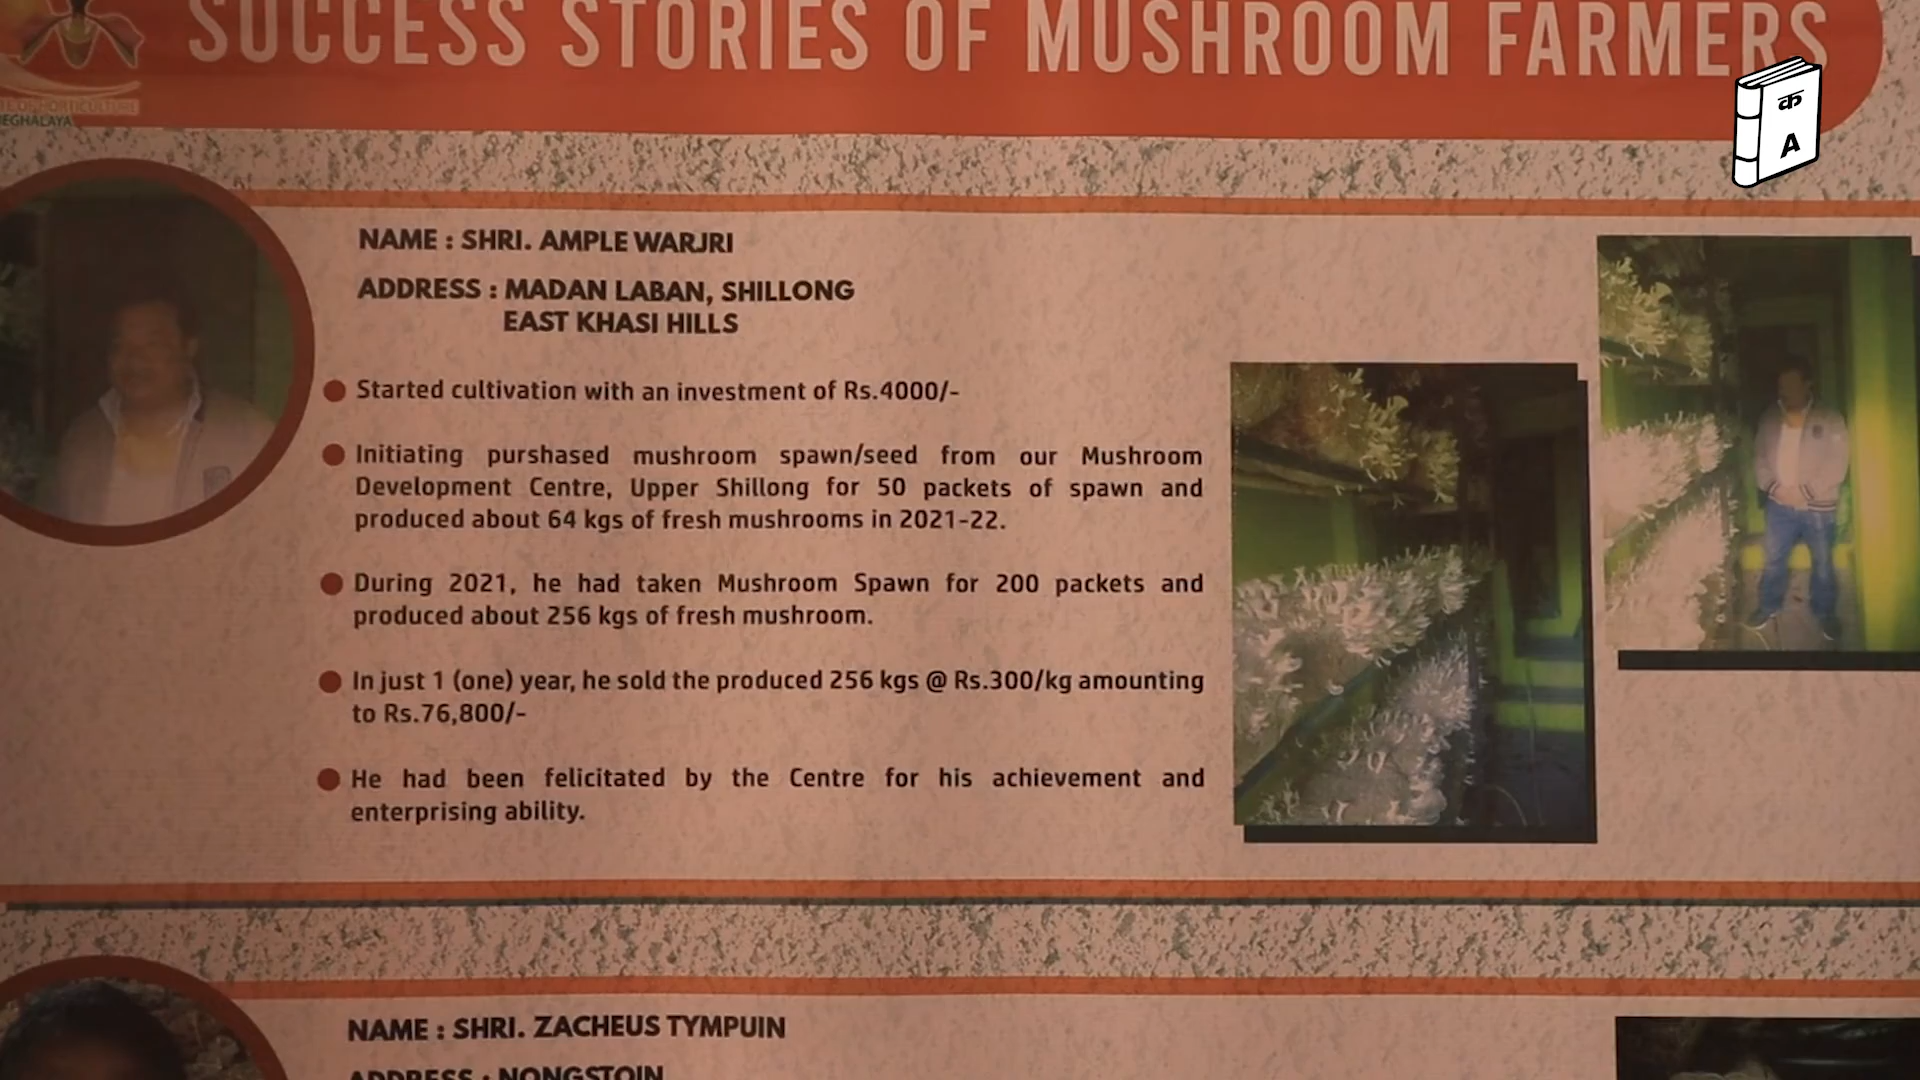 SUCCESS STORIES OF MUSHROOM FARMERS
HORTICULTURE
EGHALAYA
क
A
NAME : SHRI. AMPLE WARJRI
ADDRESS : MADAN LABAN, SHILLONG
EAST KHASI HILLS
Started cultivation with an investment of Rs.4000/-
Initiating purshased mushroom spawn/seed from our Mushroom
Development Centre, Upper Shillong for 50 packets of spawn and
produced about 64 kgs of fresh mushrooms in 2021-22.
During 2021, he had taken Mushroom Spawn for 200 packets and
produced about 256 kgs of fresh mushroom.
In just 1 (one) year, he sold the produced 256 kgs @ Rs.300/kg amounting
to Rs.76,800/-
He had been felicitated by the Centre for his achievement and
enterprising ability.
NAME : SHRI. ZACHEUS TYMPUIN
ADDRESS : NONGSTOIN